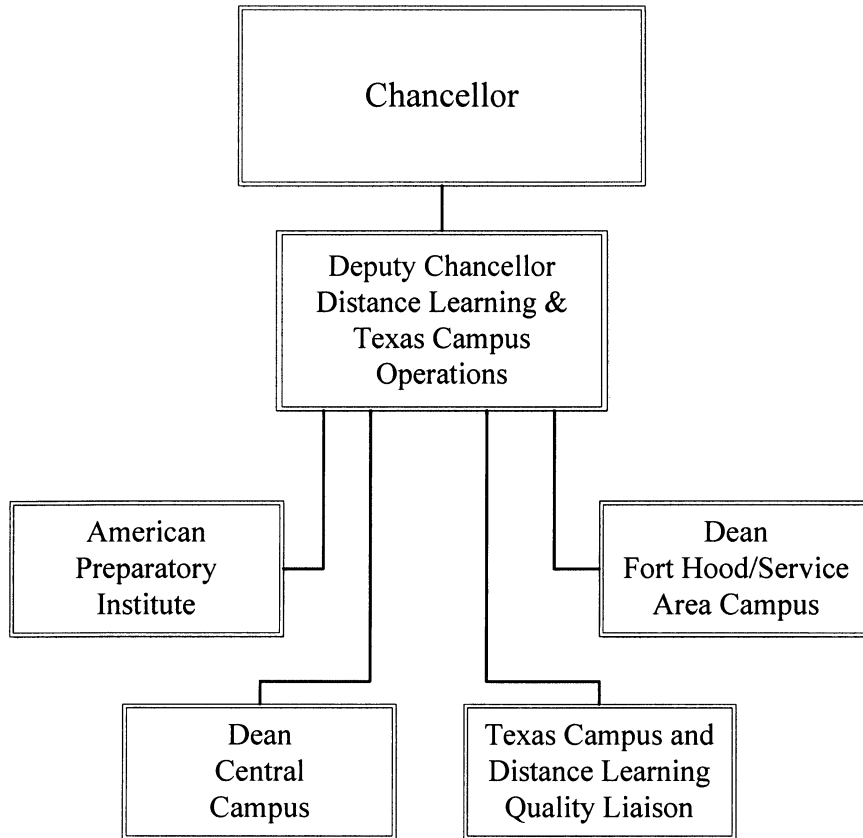 Chancellor
Deputy Chancellor
Distance Learning &
Texas Campus
Operations
American
Preparatory
Institute
Dean
Fort Hood/Service
Area Campus
Dean
Central
Campus
Texas Campus and
Distance Learning
Quality Liaison